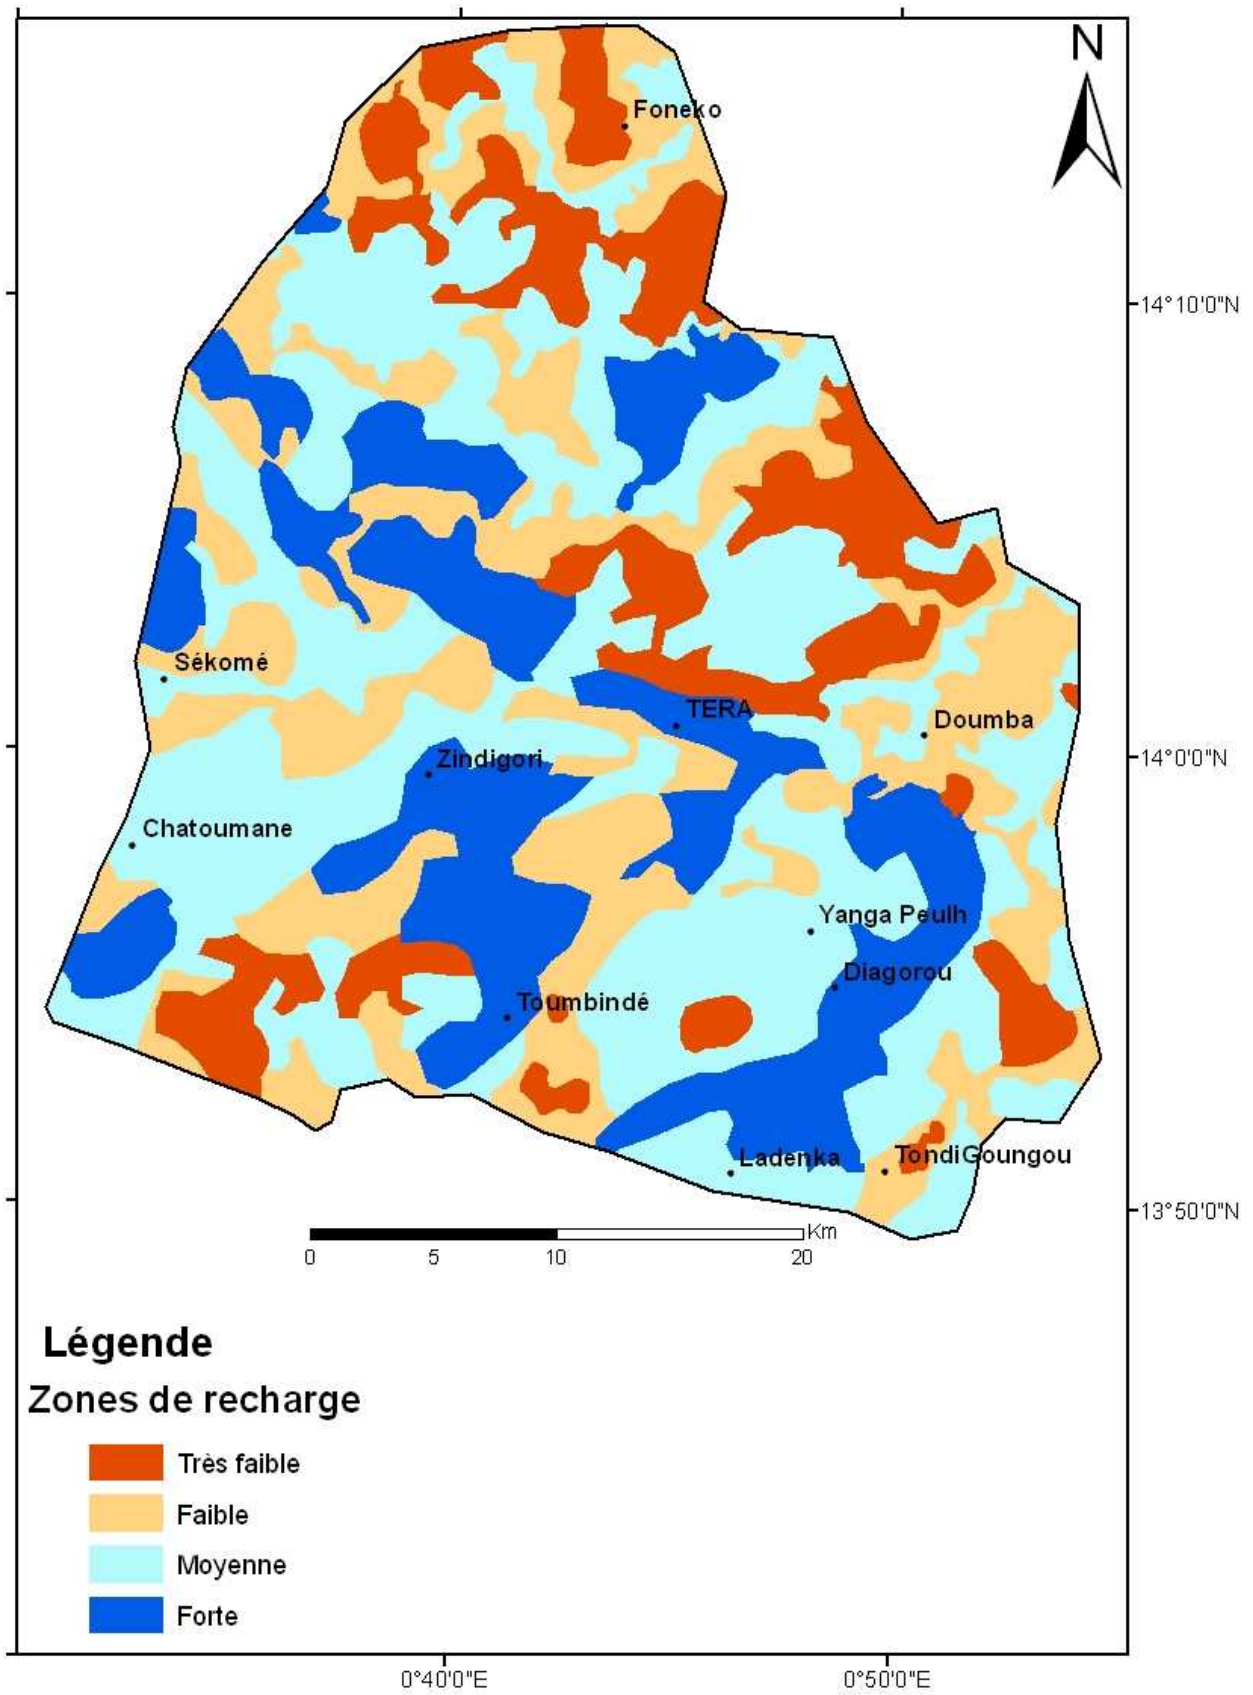 N
Foneko
14°10'0"N
Sékomé
TERA
Doumba
Zindigori
14°0'0"N
Chatoumane
Yanga Peulh
Diagorou
Toumbindé
Ladenka
TondiGoungou
13°50'0"N
Km
0 5 10 20
Légende
Zones de recharge
Très faible
Faible
Moyenne
Forte
0°40'0"E 0°50'0"E